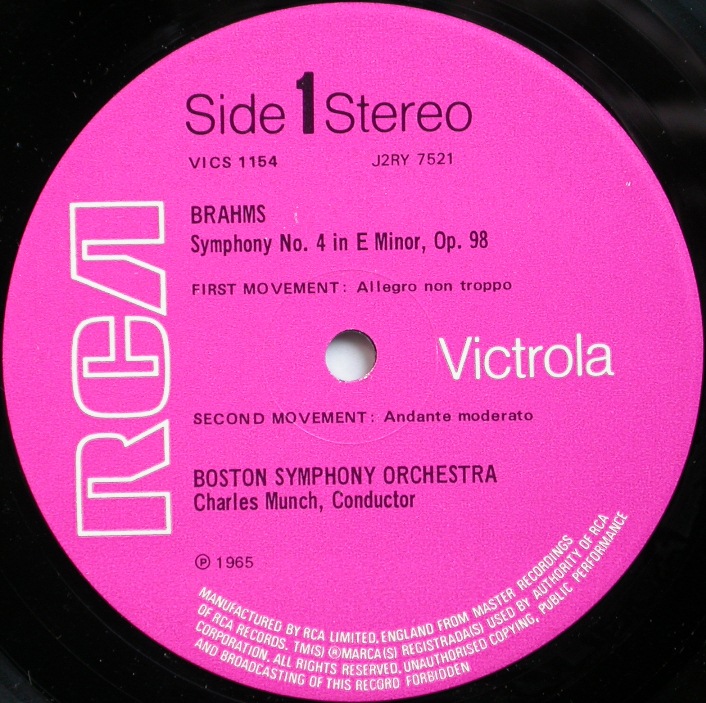 Side 1 Stereo
VICS 1154 J2RY 7521
BRAHMS
Symphony No. 4 in E Minor, Op. 98
FIRST MOVEMENT: Allegro non troppo
RCA
Victrola
SECOND MOVEMENT: Andante moderato
BOSTON SYMPHONY ORCHESTRA
Charles Munch, Conductor
℗ 1965
MANUFACTURED BY RCA LIMITED, ENGLAND FROM MASTER RECORDINGS
OF RCA RECORDS. TM(S) ® MARCA(S) REGISTRADA(S) USED BY AUTHORITY OF RCA
CORPORATION. ALL RIGHTS RESERVED. UNAUTHORISED COPYING, PUBLIC PERFORMANCE
AND BROADCASTING OF THIS RECORD FORBIDDEN